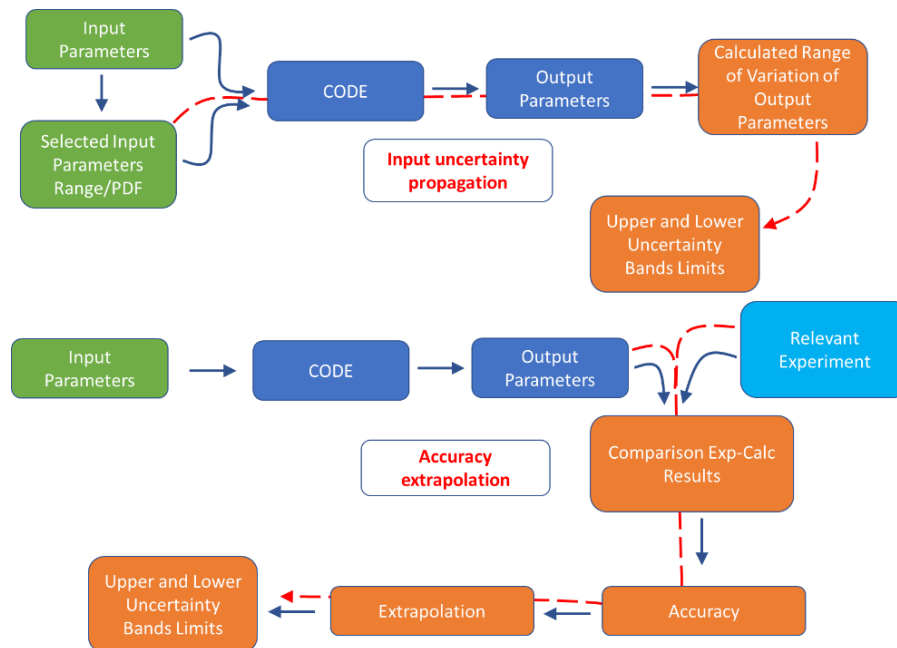 Input
Parameters
CODE
Output
Parameters
Calculated Range
of Variation of
Output
Parameters
Selected Input
Parameters
Range/PDF
Input uncertainty
propagation
Upper and Lower
Uncertainty
Bands Limits
Input
Parameters
CODE
Output
Parameters
Relevant
Experiment
Accuracy
extrapolation
Comparison Exp-Calc
Results
Upper and Lower
Uncertainty
Bands Limits
Extrapolation
Accuracy